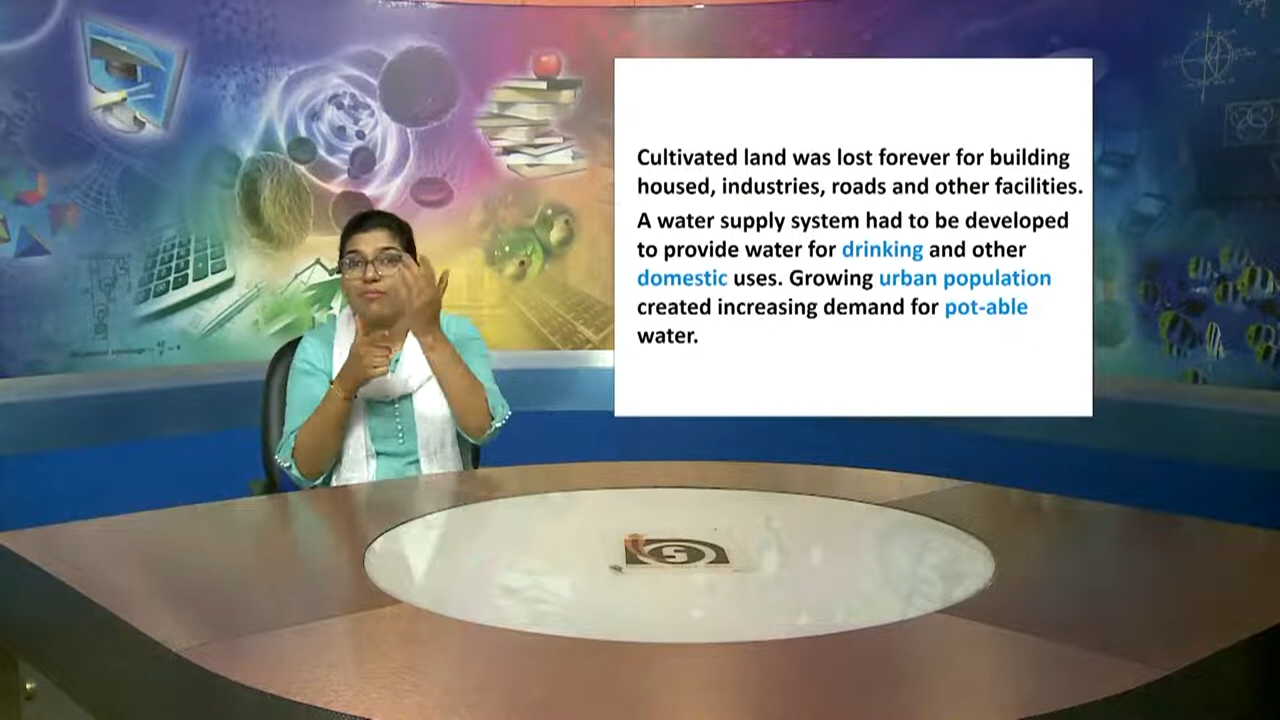 Cultivated land was lost forever for building
housed, industries, roads and other facilities.
A water supply system had to be developed
to provide water for drinking and other
domestic uses. Growing urban population
created increasing demand for pot-able
water.